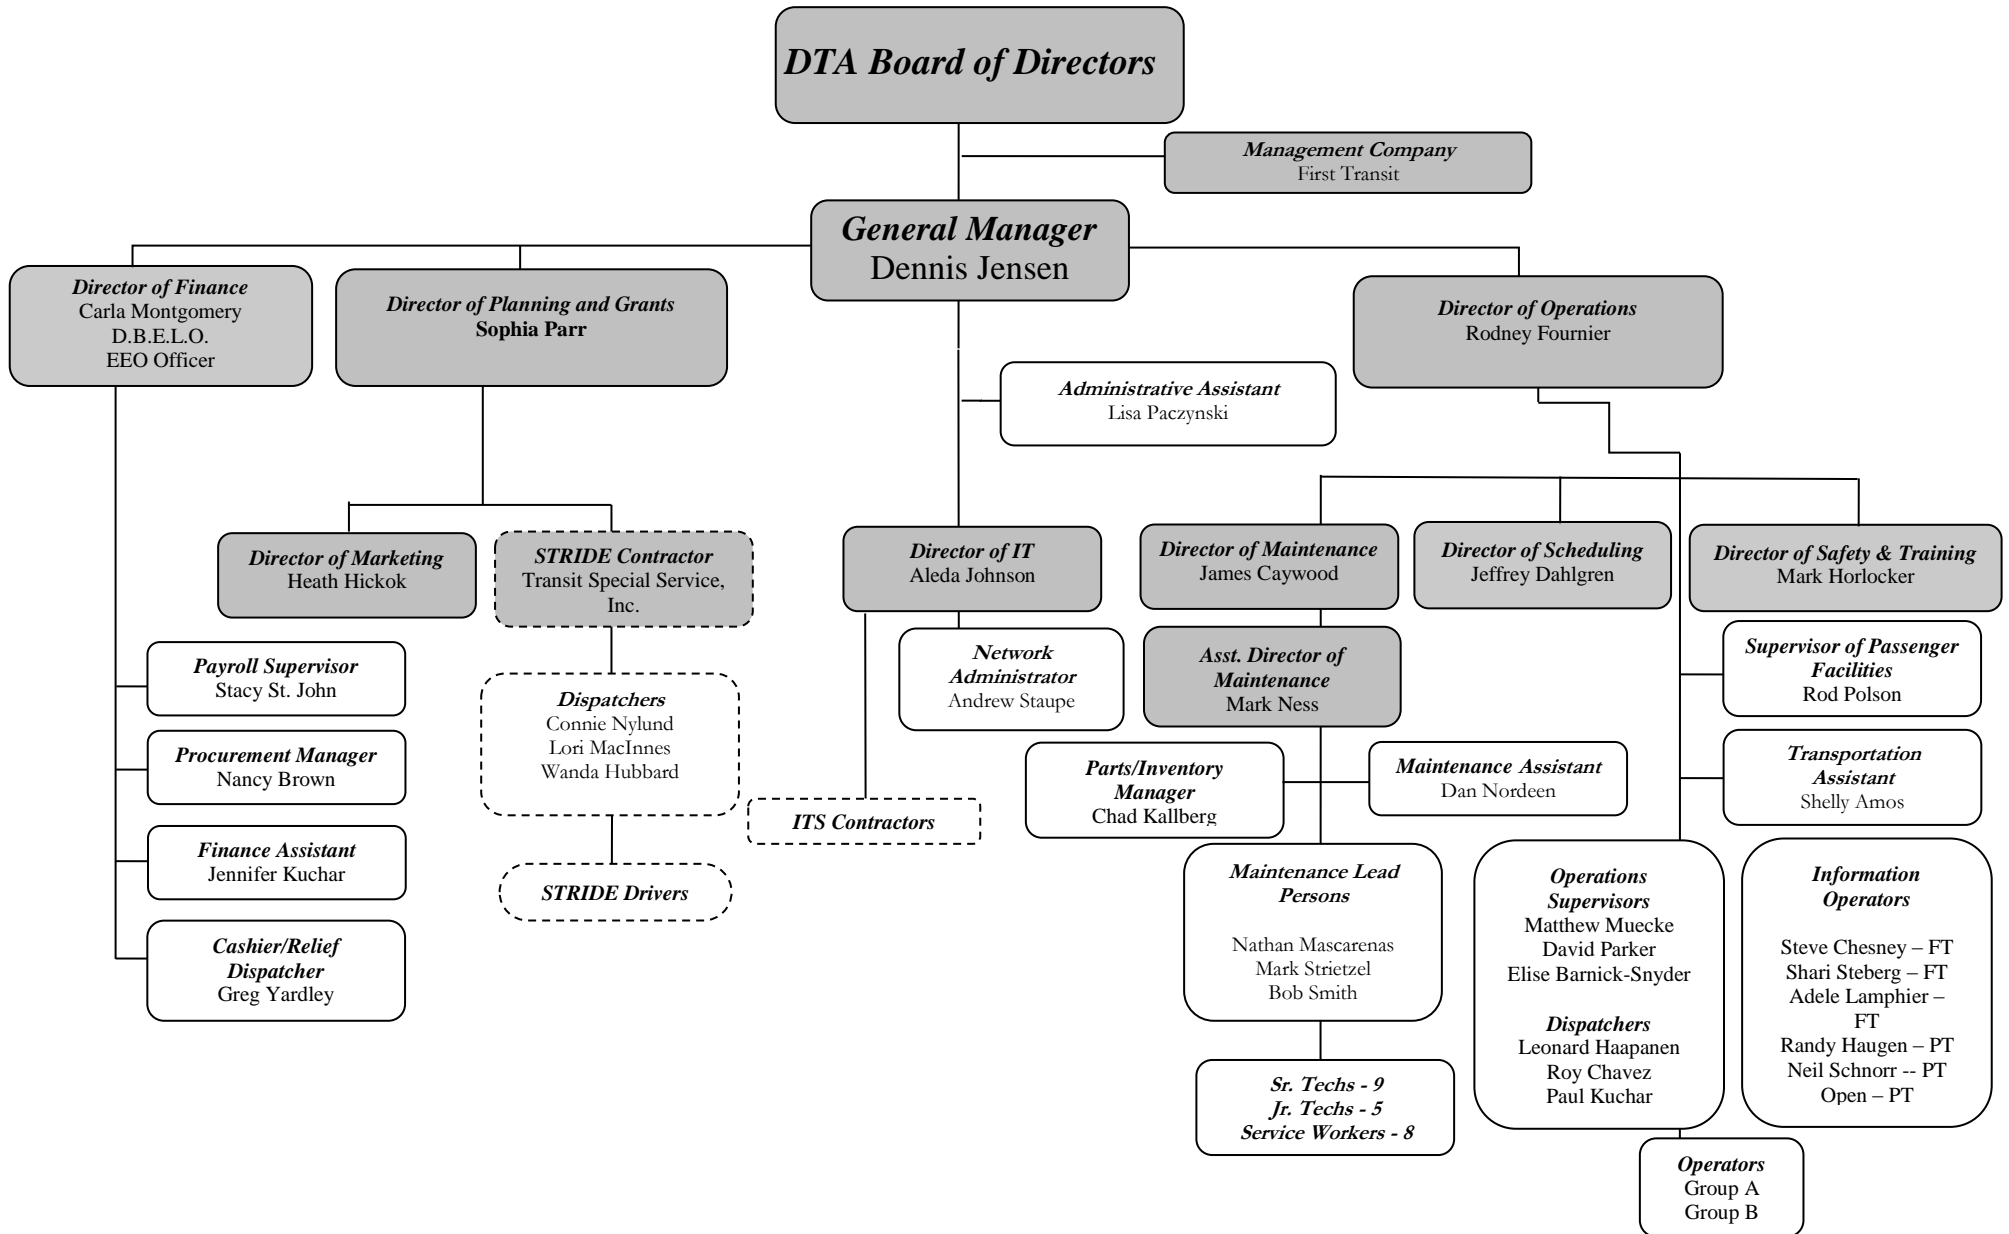 DTA Board of Directors
Management Company
First Transit
General Manager
Dennis Jensen
Director of Finance
Carla Montgomery
D.B.E.L.O.
EEO Officer
Director of Planning and Grants
Sophia Parr
Director of Operations
Rodney Fournier
Administrative Assistant
Lisa Paczynski
Director of Marketing
Heath Hickok
STRIDE Contractor
Transit Special Service,
Inc.
Director of IT
Aleda Johnson
Director of Maintenance
James Caywood
Director of Scheduling
Jeffrey Dahlgren
Director of Safety & Training
Mark Horlocker
Payroll Supervisor
Stacy St. John
Procurement Manager
Nancy Brown
Finance Assistant
Jennifer Kuchar
Cashier/Relief
Dispatcher
Greg Yardley
Dispatchers
Connie Nylund
Lori MacInnes
Wanda Hubbard
STRIDE Drivers
Network
Administrator
Andrew Staupe
ITS Contractors
Asst. Director of
Maintenance
Mark Ness
Parts/Inventory
Manager
Chad Kallberg
Maintenance Assistant
Dan Nordeen
Maintenance Lead
Persons
Nathan Mascarenas
Mark Strietzel
Bob Smith
Sr. Techs - 9
Jr. Techs - 5
Service Workers - 8
Supervisor of Passenger
Facilities
Rod Polson
Transportation
Assistant
Shelly Amos
Operations
Supervisors
Matthew Muecke
David Parker
Elise Barnick-Snyder
Dispatchers
Leonard Haapanen
Roy Chavez
Paul Kuchar
Information
Operators
Steve Chesney – FT
Shari Steberg – FT
Adele Lamphier –
FT
Randy Haugen – PT
Neil Schnorr -- PT
Open – PT
Operators
Group A
Group B